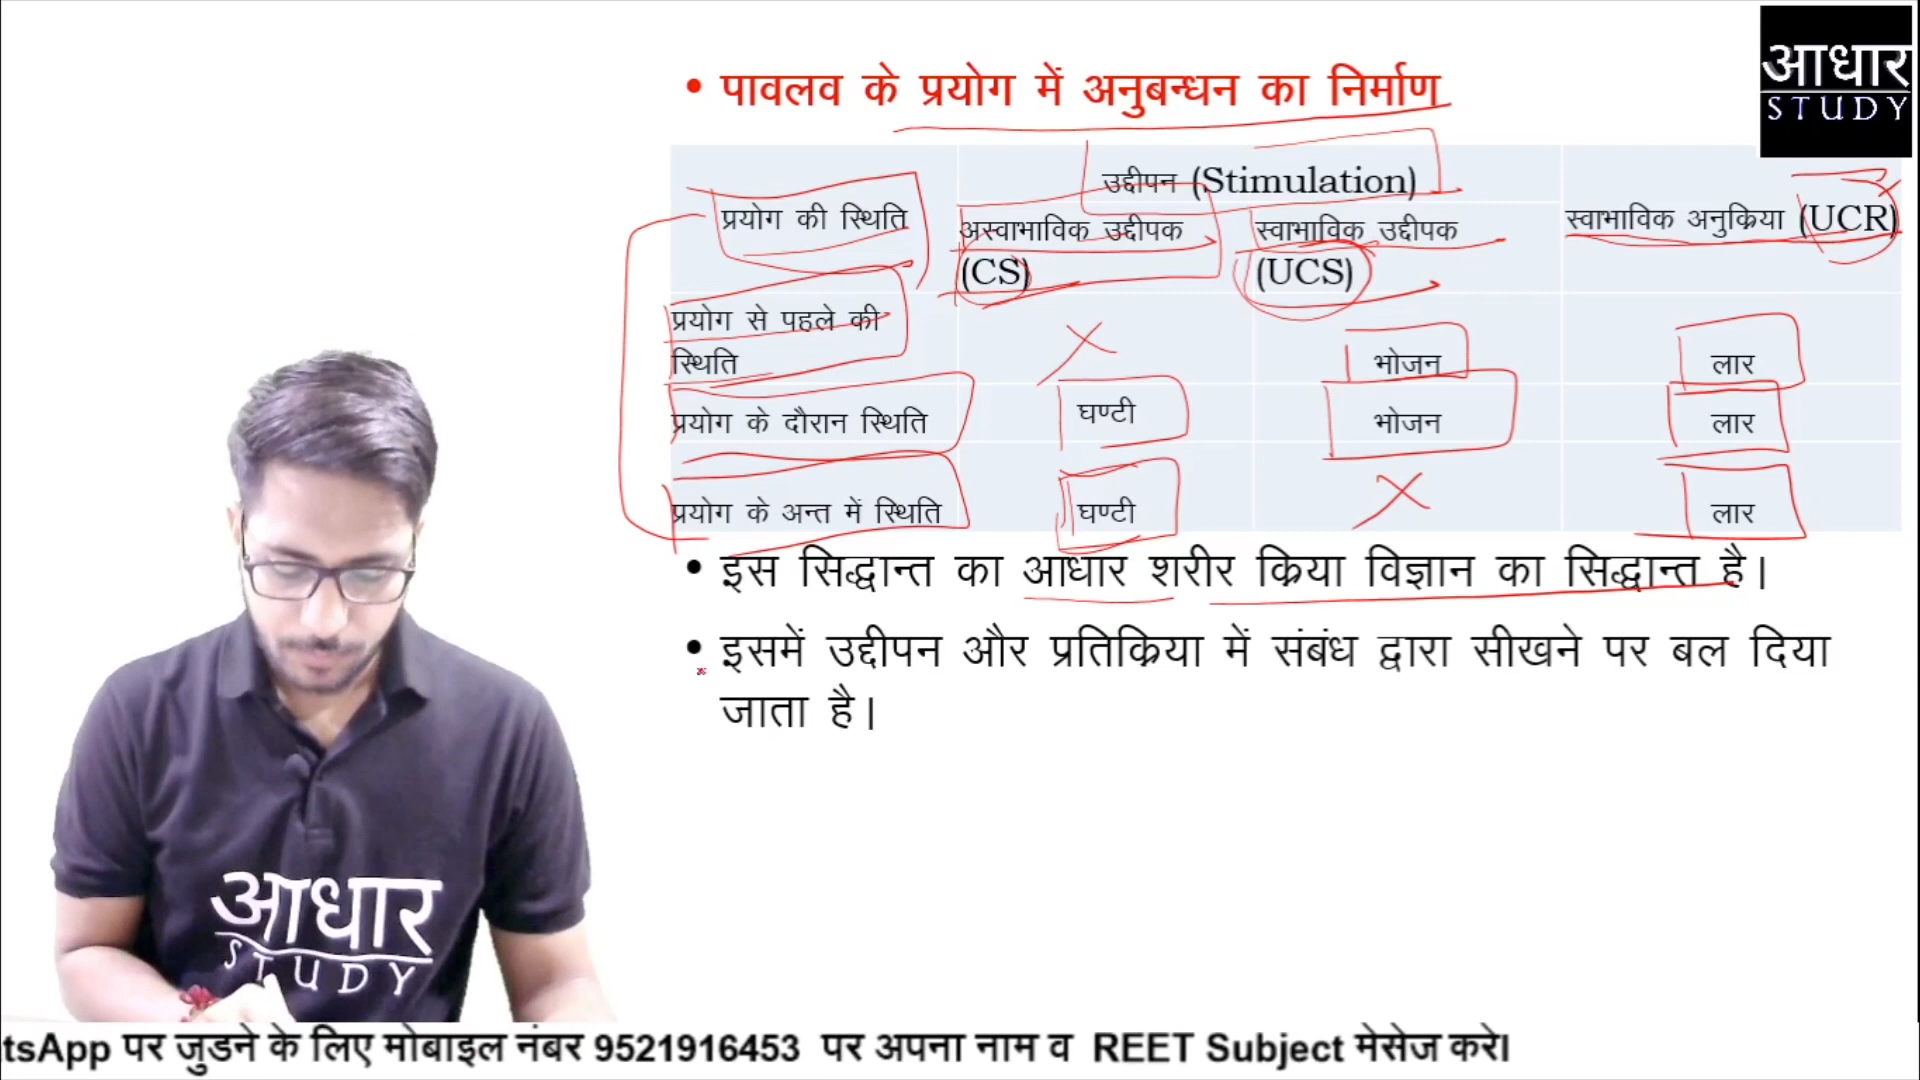 आधार
STUDY
• पावलव के प्रयोग में अनुबन्धन का निर्माण
प्रयोग की स्थिति
उद्दीपन (Stimulation)
स्वाभाविक अनुक्रिया (UCR)
अस्वाभाविक उद्दीपक
(CS)
स्वाभाविक उद्दीपक
(UCS)
प्रयोग से पहले की
स्थिति
भोजन
लार
प्रयोग के दौरान स्थिति
घण्टी
भोजन
लार
प्रयोग के अन्त में स्थिति
घण्टी
लार
• इस सिद्धान्त का आधार शरीर क्रिया विज्ञान का सिद्धान्त है।
• इसमें उद्दीपन और प्रतिक्रिया में संबंध द्वारा सीखने पर बल दिया
जाता है।
आधार
STUDY
tsApp पर जुडने के लिए मोबाइल नंबर 9521916453 पर अपना नाम व REET Subject मेसेज करे।